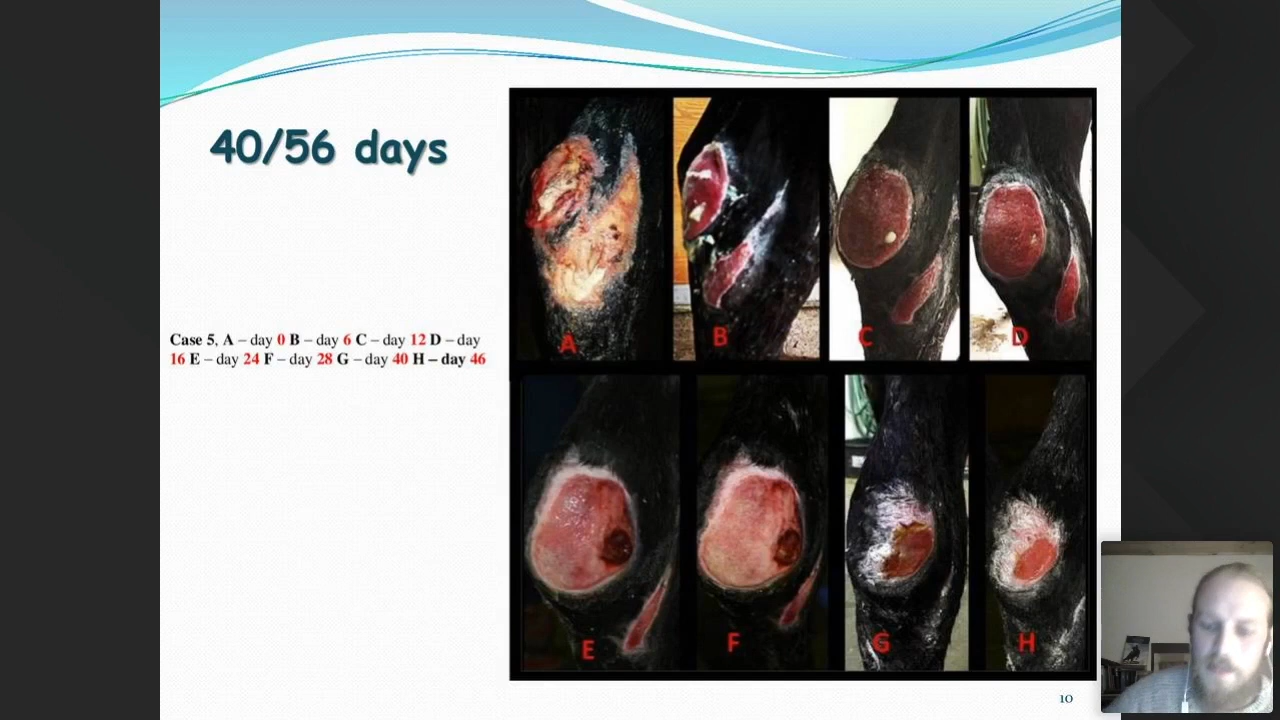 40/56 days
Case 5, A – day 0 B – day 6 C – day 12 D – day
16 E – day 24 F – day 28 G – day 40 H – day 46
A
B
C
D
E
F
G
H
10